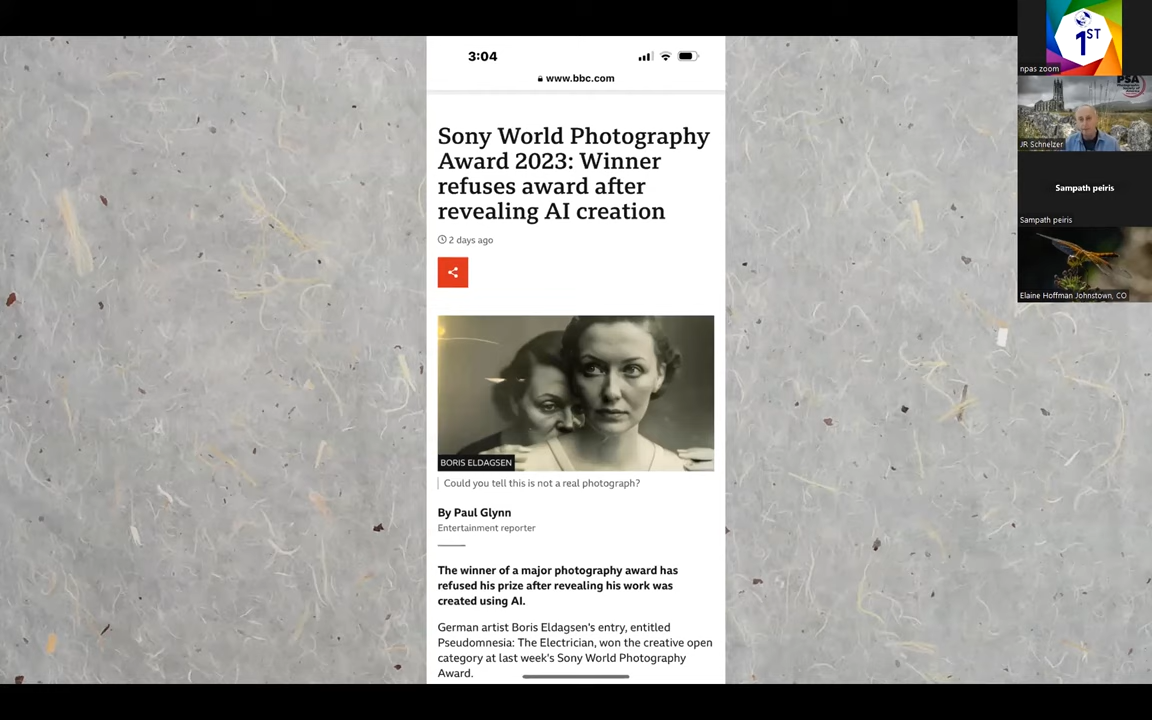 3:04
www.bbc.com
Sony World Photography
Award 2023: Winner
refuses award after
revealing AI creation
2 days ago
BORIS ELDAGSEN
Could you tell this is not a real photograph?
By Paul Glynn
Entertainment reporter
The winner of a major photography award has
refused his prize after revealing his work was
created using AI.
German artist Boris Eldagsen's entry, entitled
Pseudomnesia: The Electrician, won the creative open
category at last week's Sony World Photography
Award.
1ST
npas zoom
PSA
JR Schnelzer
Sampath peiris
Sampath peiris
Elaine Hoffman Johnstown, CO